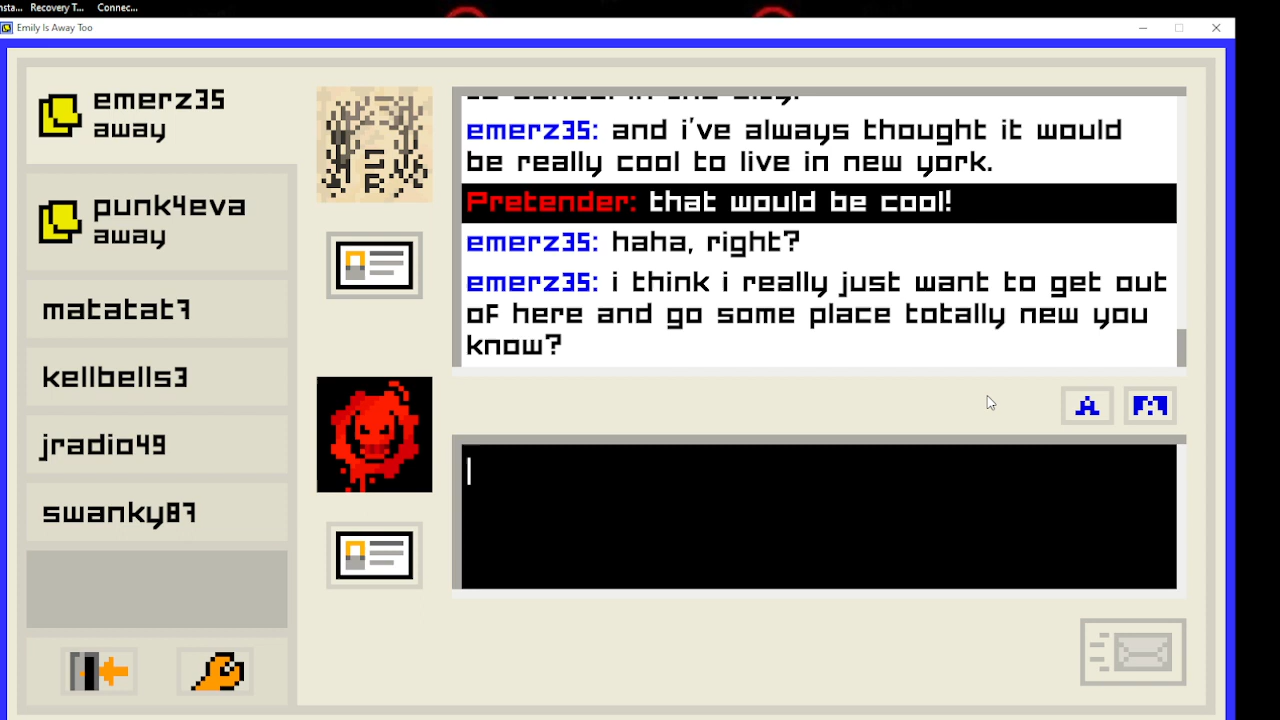 nsta... Recovery T... Connec...
Emily Is Away Too
emerz35
away
punk4eva
away
matatat7
kellbells3
jradio49
swanky87
emerz35: and i've always thought it would
be really cool to live in new york.
Pretender: that would be cool!
emerz35: haha, right?
emerz35: i think i really just want to get out
of here and go some place totally new you
know?
A